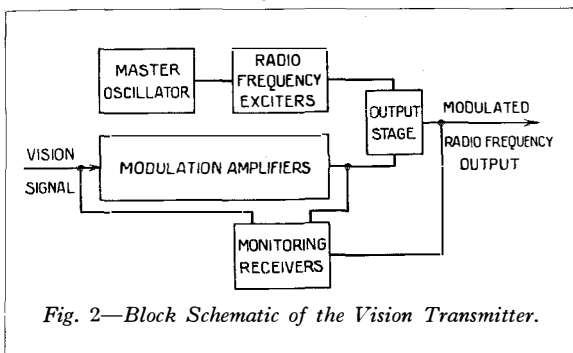 MASTER
OSCILLATOR
RADIO
FREQUENCY
EXCITERS
OUTPUT
STAGE
MODULATED
RADIO FREQUENCY
OUTPUT
VISION
SIGNAL
MODULATION AMPLIFIERS
MONITORING
RECEIVERS
Fig. 2—Block Schematic of the Vision Transmitter.